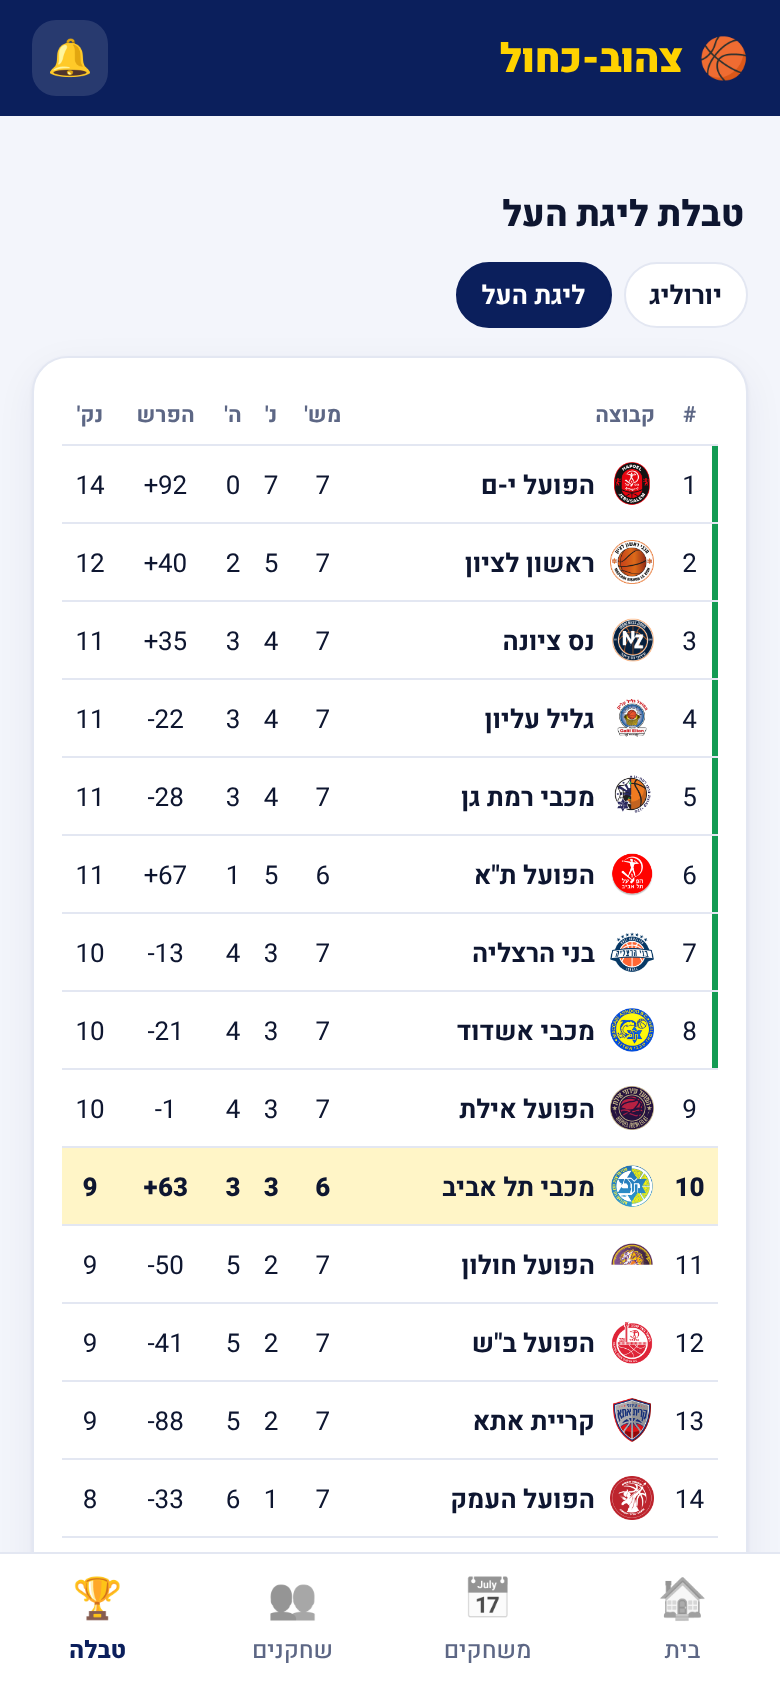 צהוב-כחול
טבלת ליגת העל
יורוליג ליגת העל
# קבוצה מש' נ' ה' הפרש נק'
1 הפועל י-ם 7 7 0 +92 14
2 ראשון לציון 7 5 2 +40 12
3 נס ציונה 7 4 3 +35 11
4 גליל עליון 7 4 3 -22 11
5 מכבי רמת גן 7 4 3 -28 11
6 הפועל ת"א 6 5 1 +67 11
7 בני הרצליה 7 3 4 -13 10
8 מכבי אשדוד 7 3 4 -21 10
9 הפועל אילת 7 3 4 -1 10
10 מכבי תל אביב 6 3 3 +63 9
11 הפועל חולון 7 2 5 -50 9
12 הפועל ב"ש 7 2 5 -41 9
13 קריית אתא 7 2 5 -88 9
14 הפועל העמק 7 1 6 -33 8
July
17
בית משחקים שחקנים טבלה